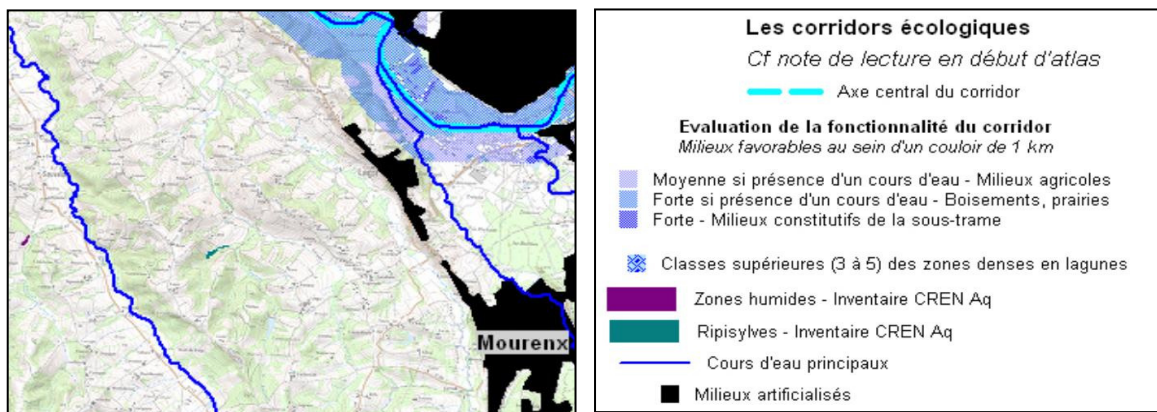 Mourenx
Les corridors écologiques
Cf note de lecture en début d'atlas
Axe central du corridor
Evaluation de la fonctionnalité du corridor
Milieux favorables au sein d'un couloir de 1 km
Moyenne si présence d'un cours d'eau - Milieux agricoles
Forte si présence d'un cours d'eau - Boisements, prairies
Forte - Milieux constitutifs de la sous-trame
Classes supérieures (3 à 5) des zones denses en lagunes
Zones humides - Inventaire CREN Aq
Ripisylves - Inventaire CREN Aq
Cours d'eau principaux
Milieux artificialisés